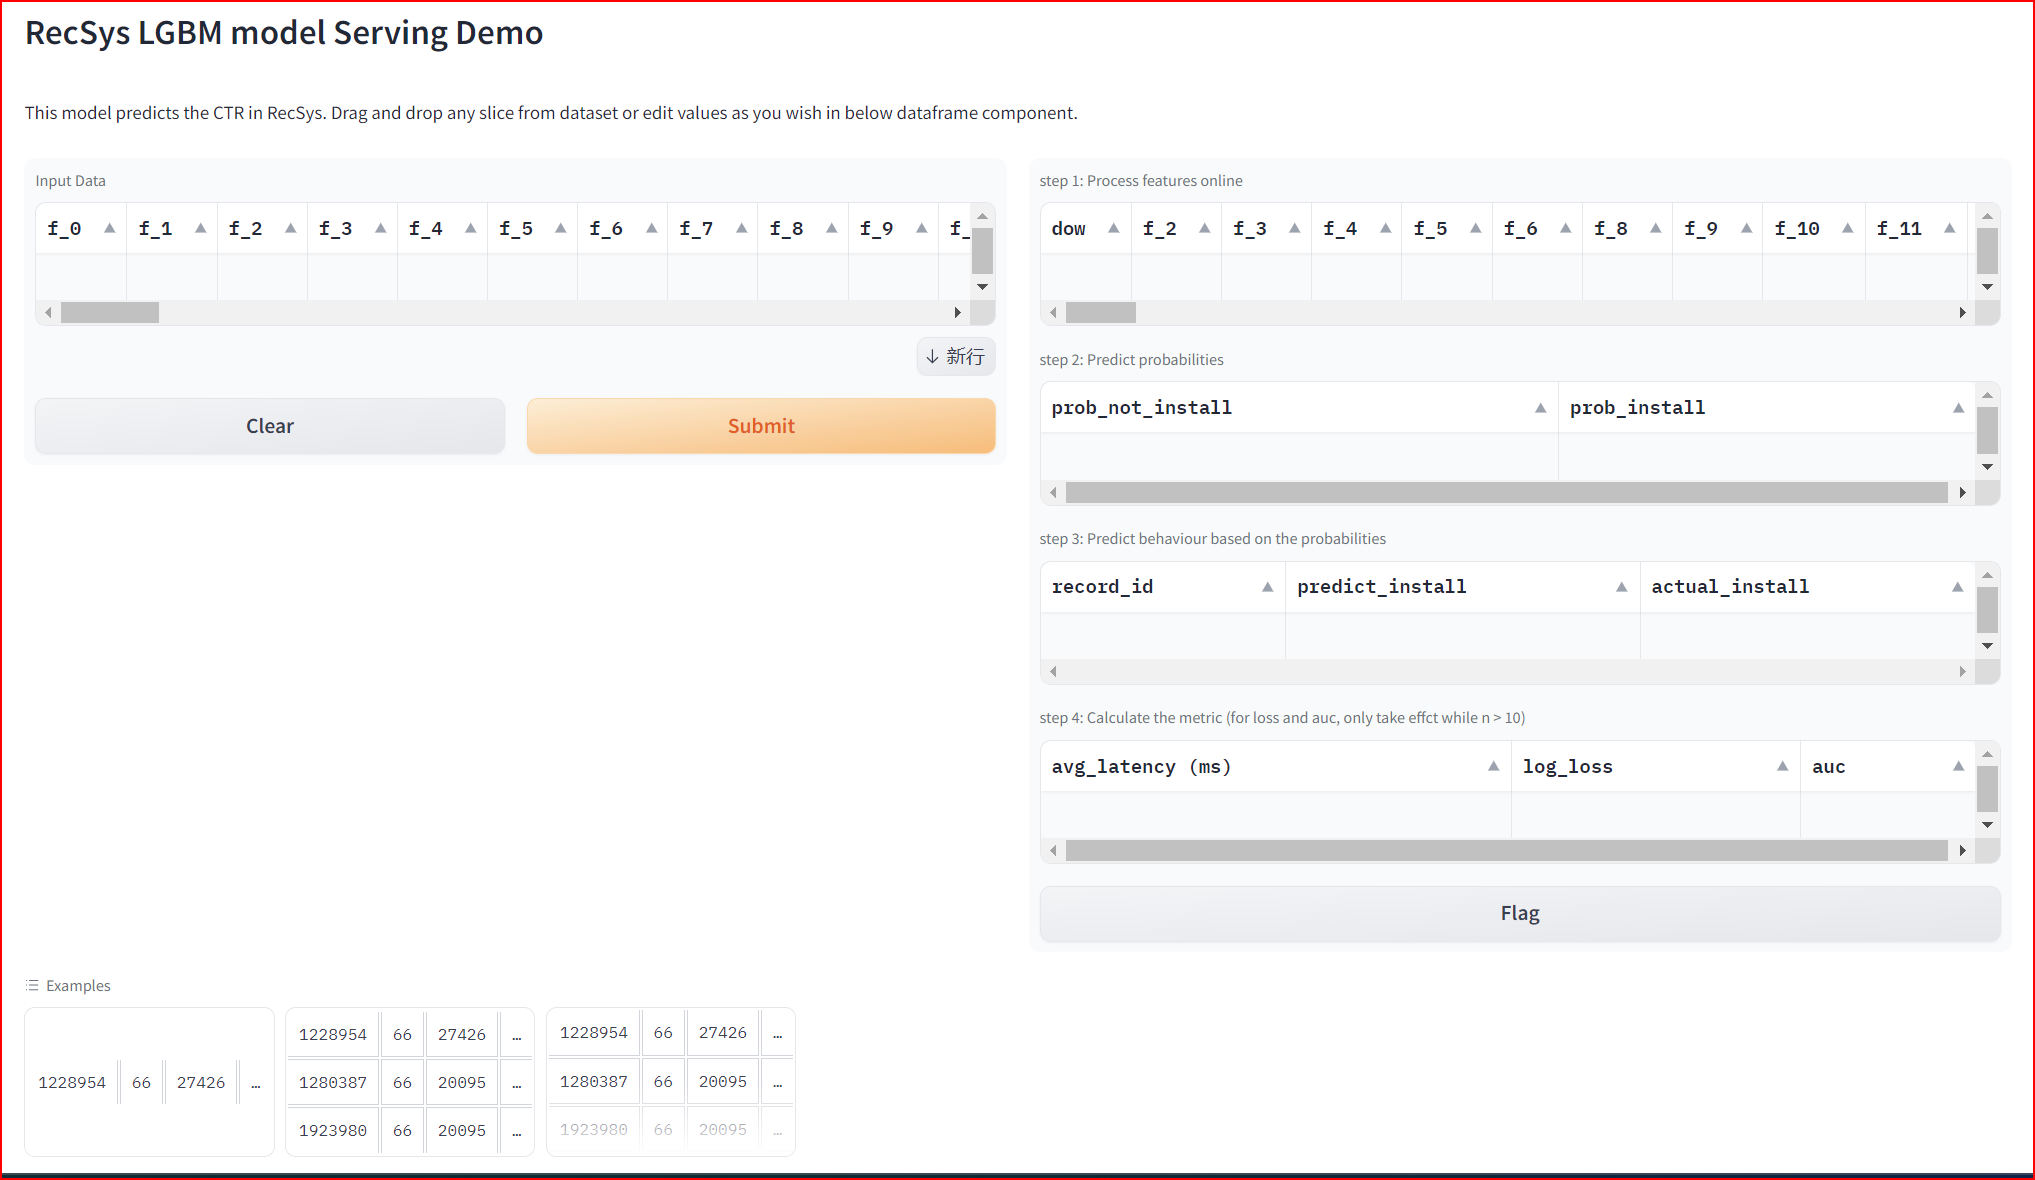 RecSys LGBM model Serving Demo
This model predicts the CTR in RecSys. Drag and drop any slice from dataset or edit values as you wish in below dataframe component.
Input Data
f_0 f_1 f_2 f_3 f_4 f_5 f_6 f_7 f_8 f_9 f_
↓ 新行
Clear
Submit
step 1: Process features online
dow f_2 f_3 f_4 f_5 f_6 f_8 f_9 f_10 f_11
step 2: Predict probabilities
prob_not_install prob_install
step 3: Predict behaviour based on the probabilities
record_id predict_install actual_install
step 4: Calculate the metric (for loss and auc, only take effct while n > 10)
avg_latency (ms) log_loss auc
Flag
Examples
1228954 66 27426 …
1228954 66 27426 …
1280387 66 20095 …
1923980 66 20095 …
1228954 66 27426 …
1280387 66 20095 …
1923980 66 20095 …